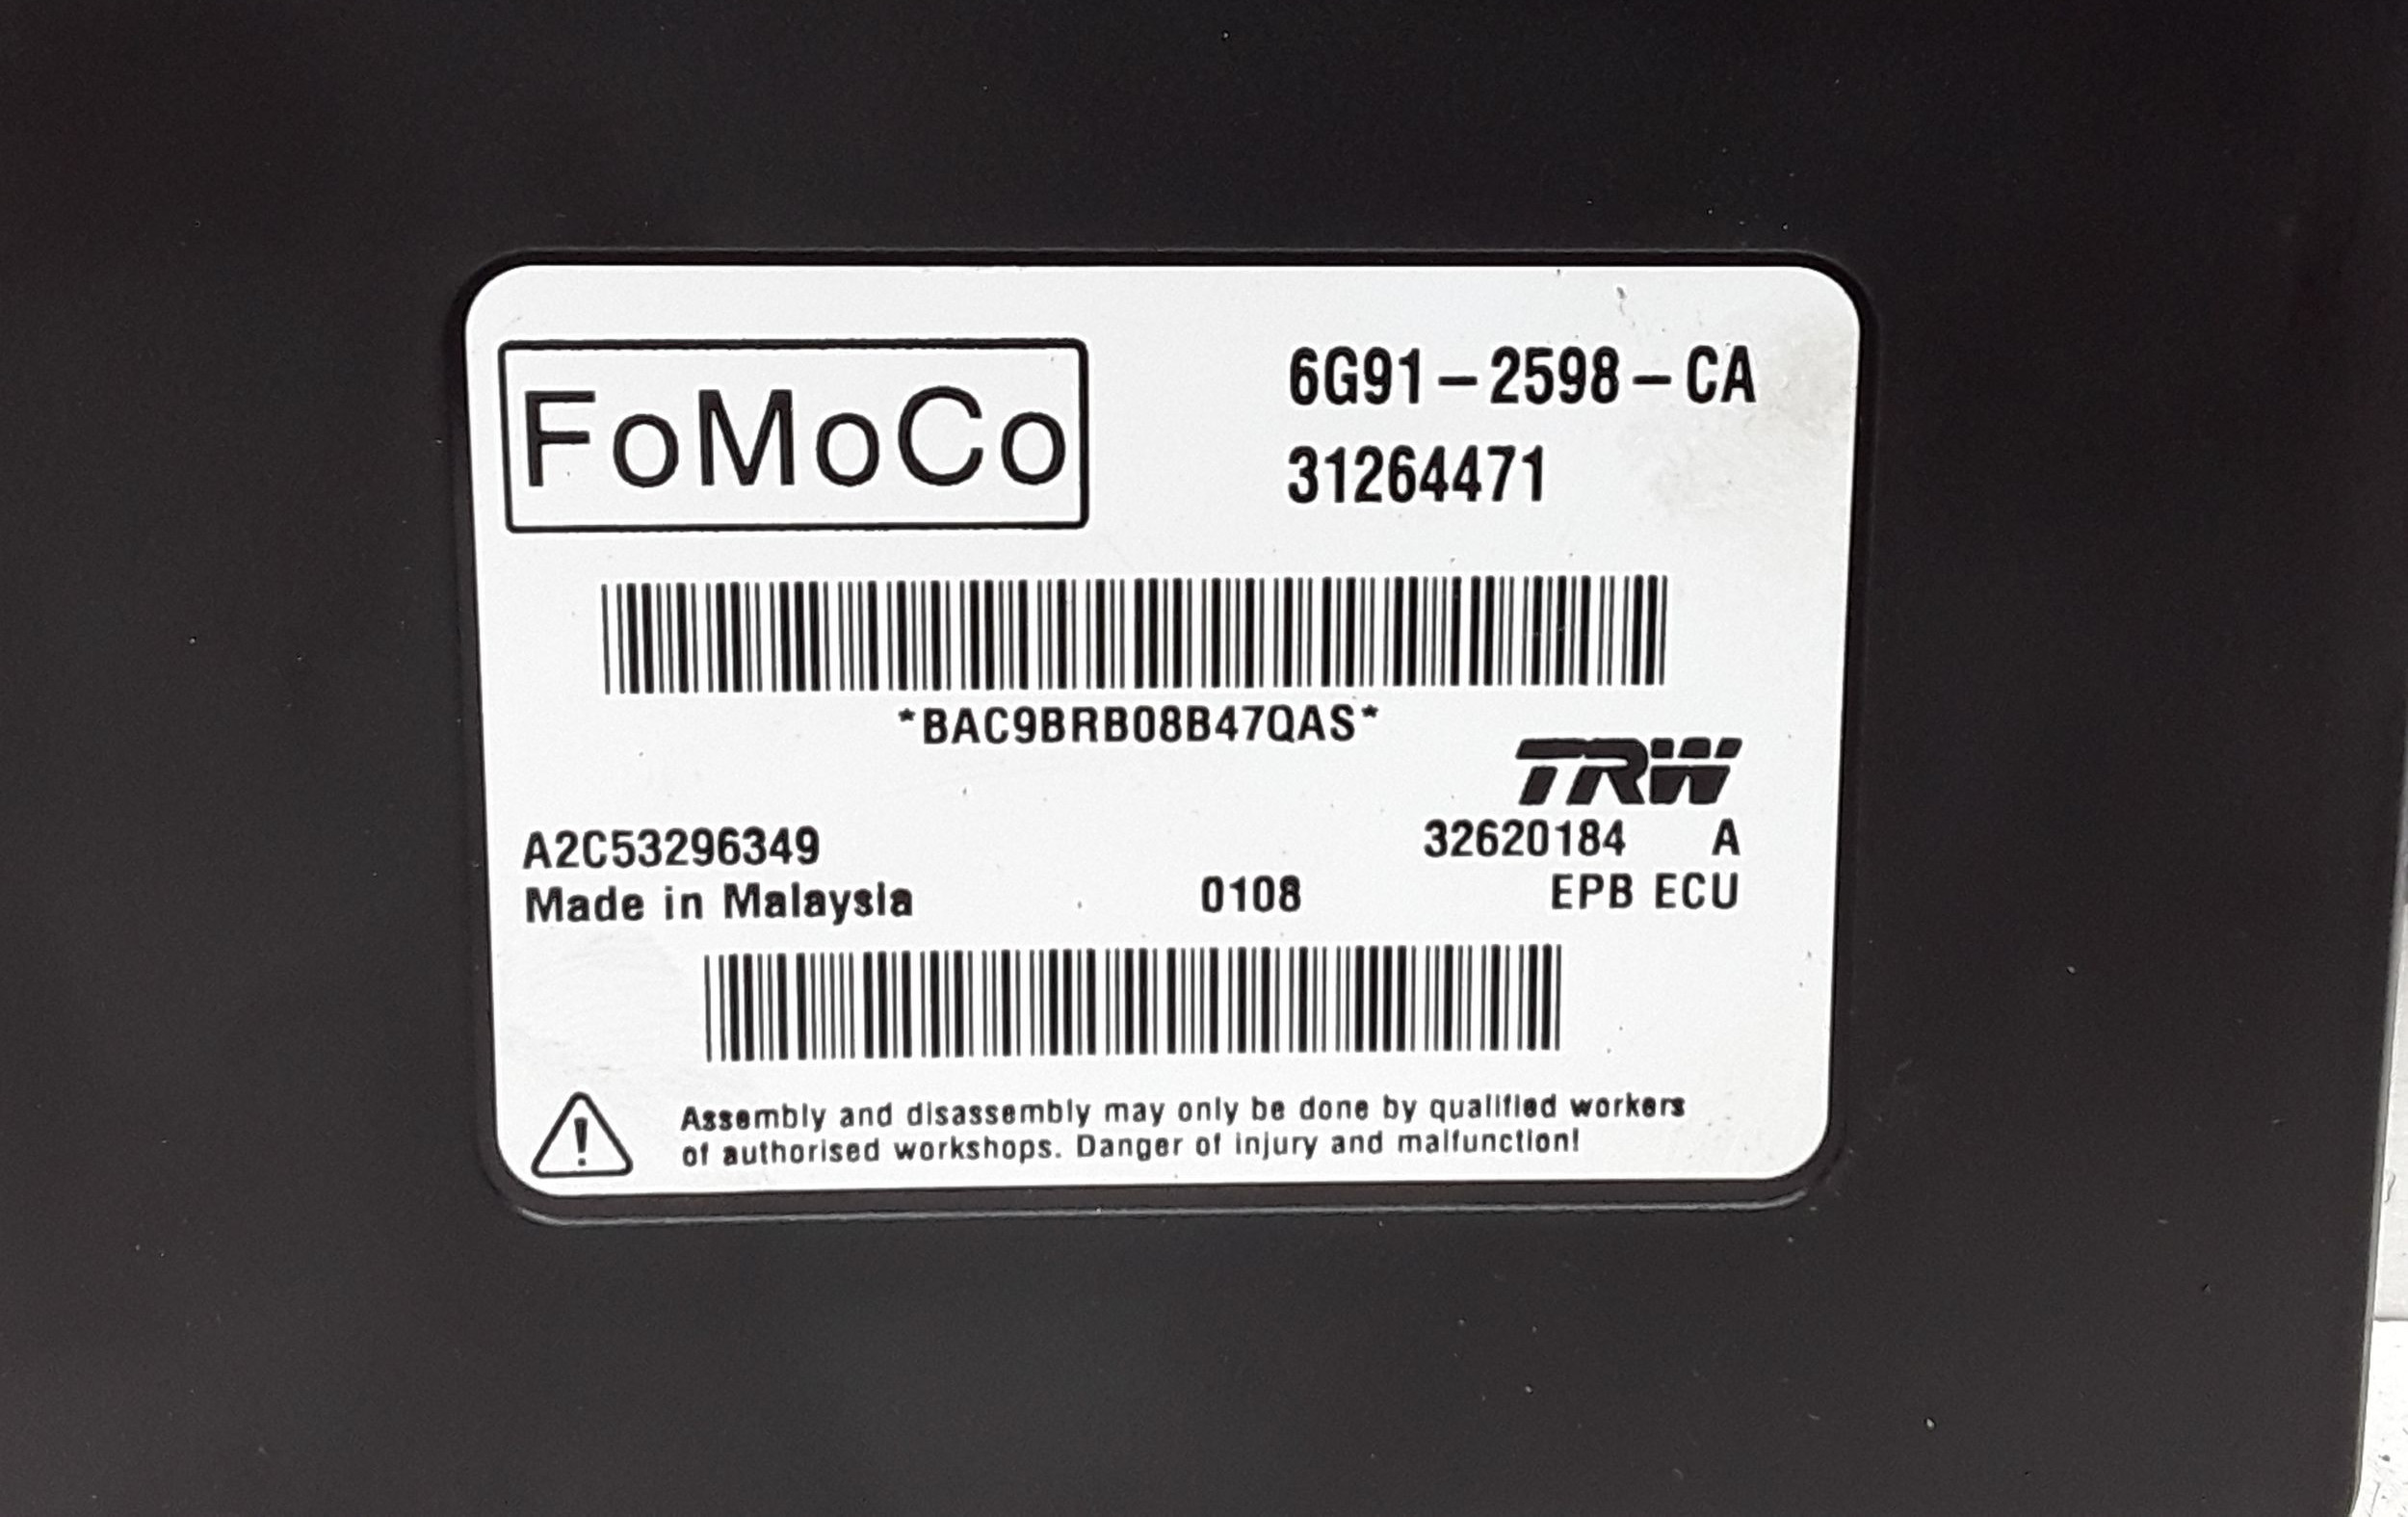 FoMoCo
6G91-2598-CA
31264471
*BAC9BRB08B47QAS*
TRW
A2C53296349
32620184 A
Made in Malaysia
0108
EPB ECU
Assembly and disassembly may only be done by qualified workers
of authorised workshops. Danger of injury and malfunction!